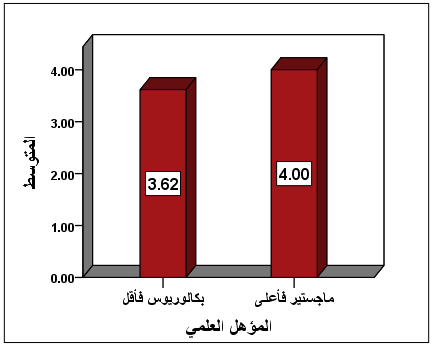 المتوسط
4.00
3.00
2.00
1.00
0.00
3.62
4.00
بكالوريوس فأقل
ماجستير فأعلى
المؤهل العلمي